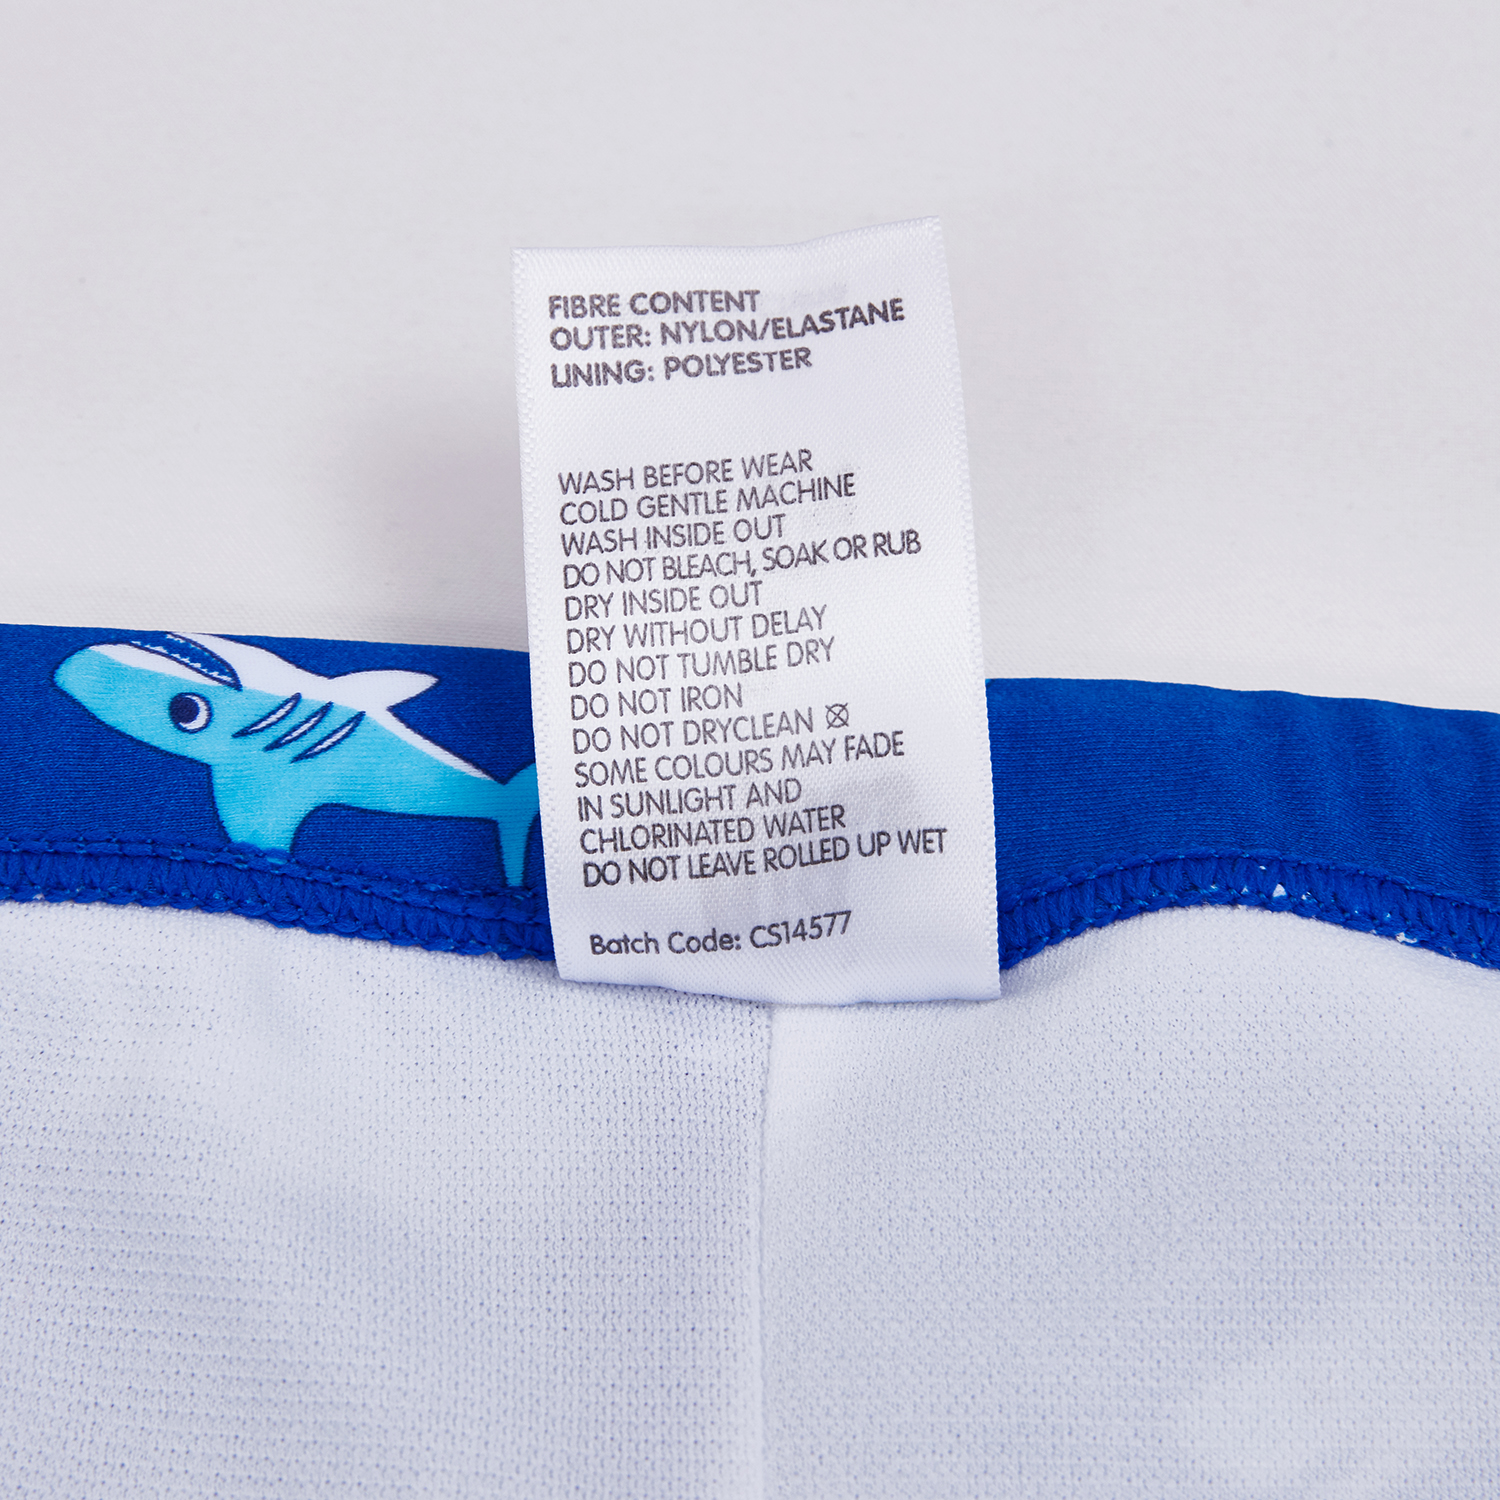 FIBRE CONTENT
OUTER: NYLON/ELASTANE
LINING: POLYESTER
WASH BEFORE WEAR
COLD GENTLE MACHINE
WASH INSIDE OUT
DO NOT BLEACH, SOAK OR RUB
DRY INSIDE OUT
DRY WITHOUT DELAY
DO NOT TUMBLE DRY
DO NOT IRON
DO NOT DRYCLEAN
SOME COLOURS MAY FADE
IN SUNLIGHT AND
CHLORINATED WATER
DO NOT LEAVE ROLLED UP WET
Batch Code: CS14577